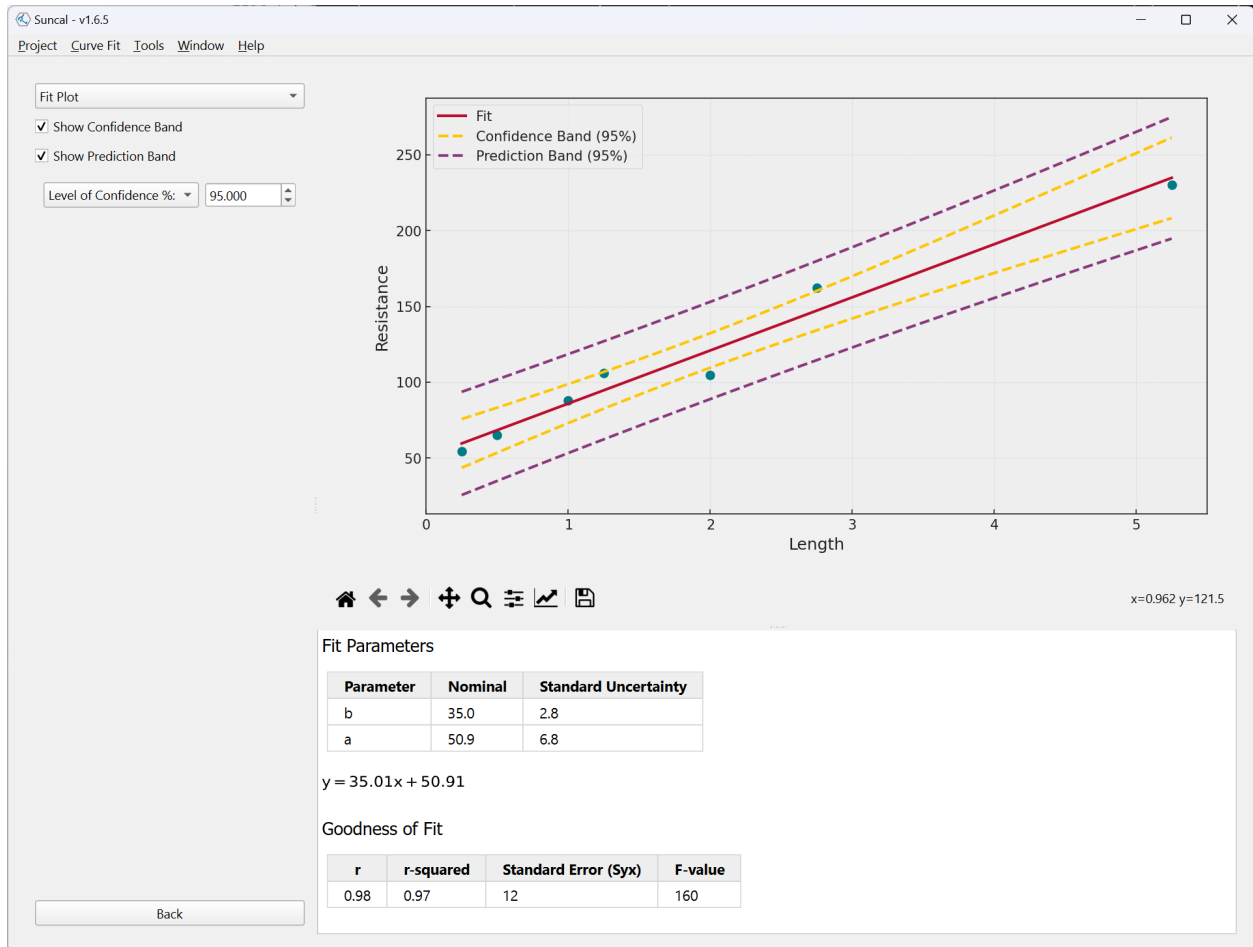 Suncal - v1.6.5
Project Curve Fit Tools Window Help
Fit Plot
Show Confidence Band
Show Prediction Band
Level of Confidence %: 95.000
Fit
Confidence Band (95%)
Prediction Band (95%)
250
200
150
100
50
Resistance
0 1 2 3 4 5
Length
x=0.962 y=121.5
Fit Parameters
Parameter Nominal Standard Uncertainty
b 35.0 2.8
a 50.9 6.8
y = 35.01x + 50.91
Goodness of Fit
r r-squared Standard Error (Syx) F-value
0.98 0.97 12 160
Back